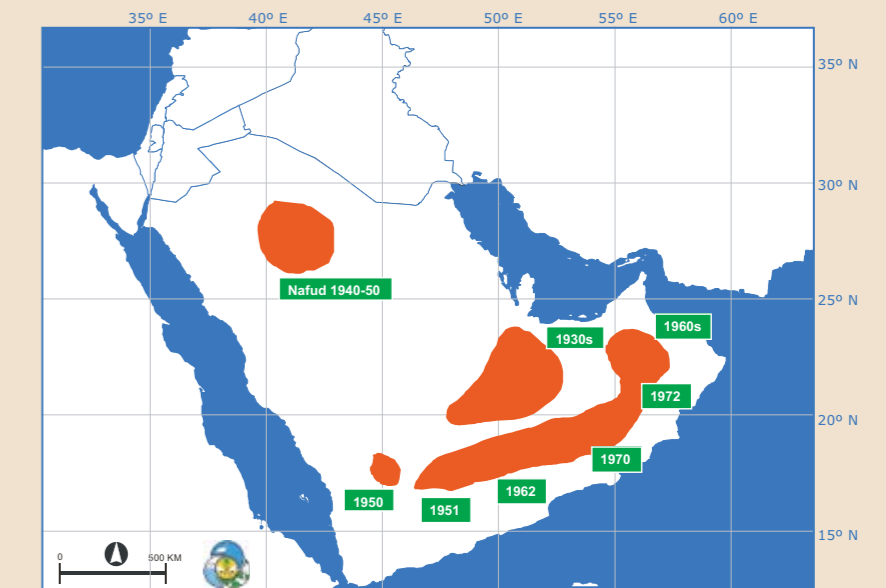 35º E
40º E
45º E
50º E
55º E
60º E
35º N
30º N
Nafud 1940-50
25º N
1960s
1930s
1972
20º N
1970
1962
1950
1951
15º N
0
500 KM